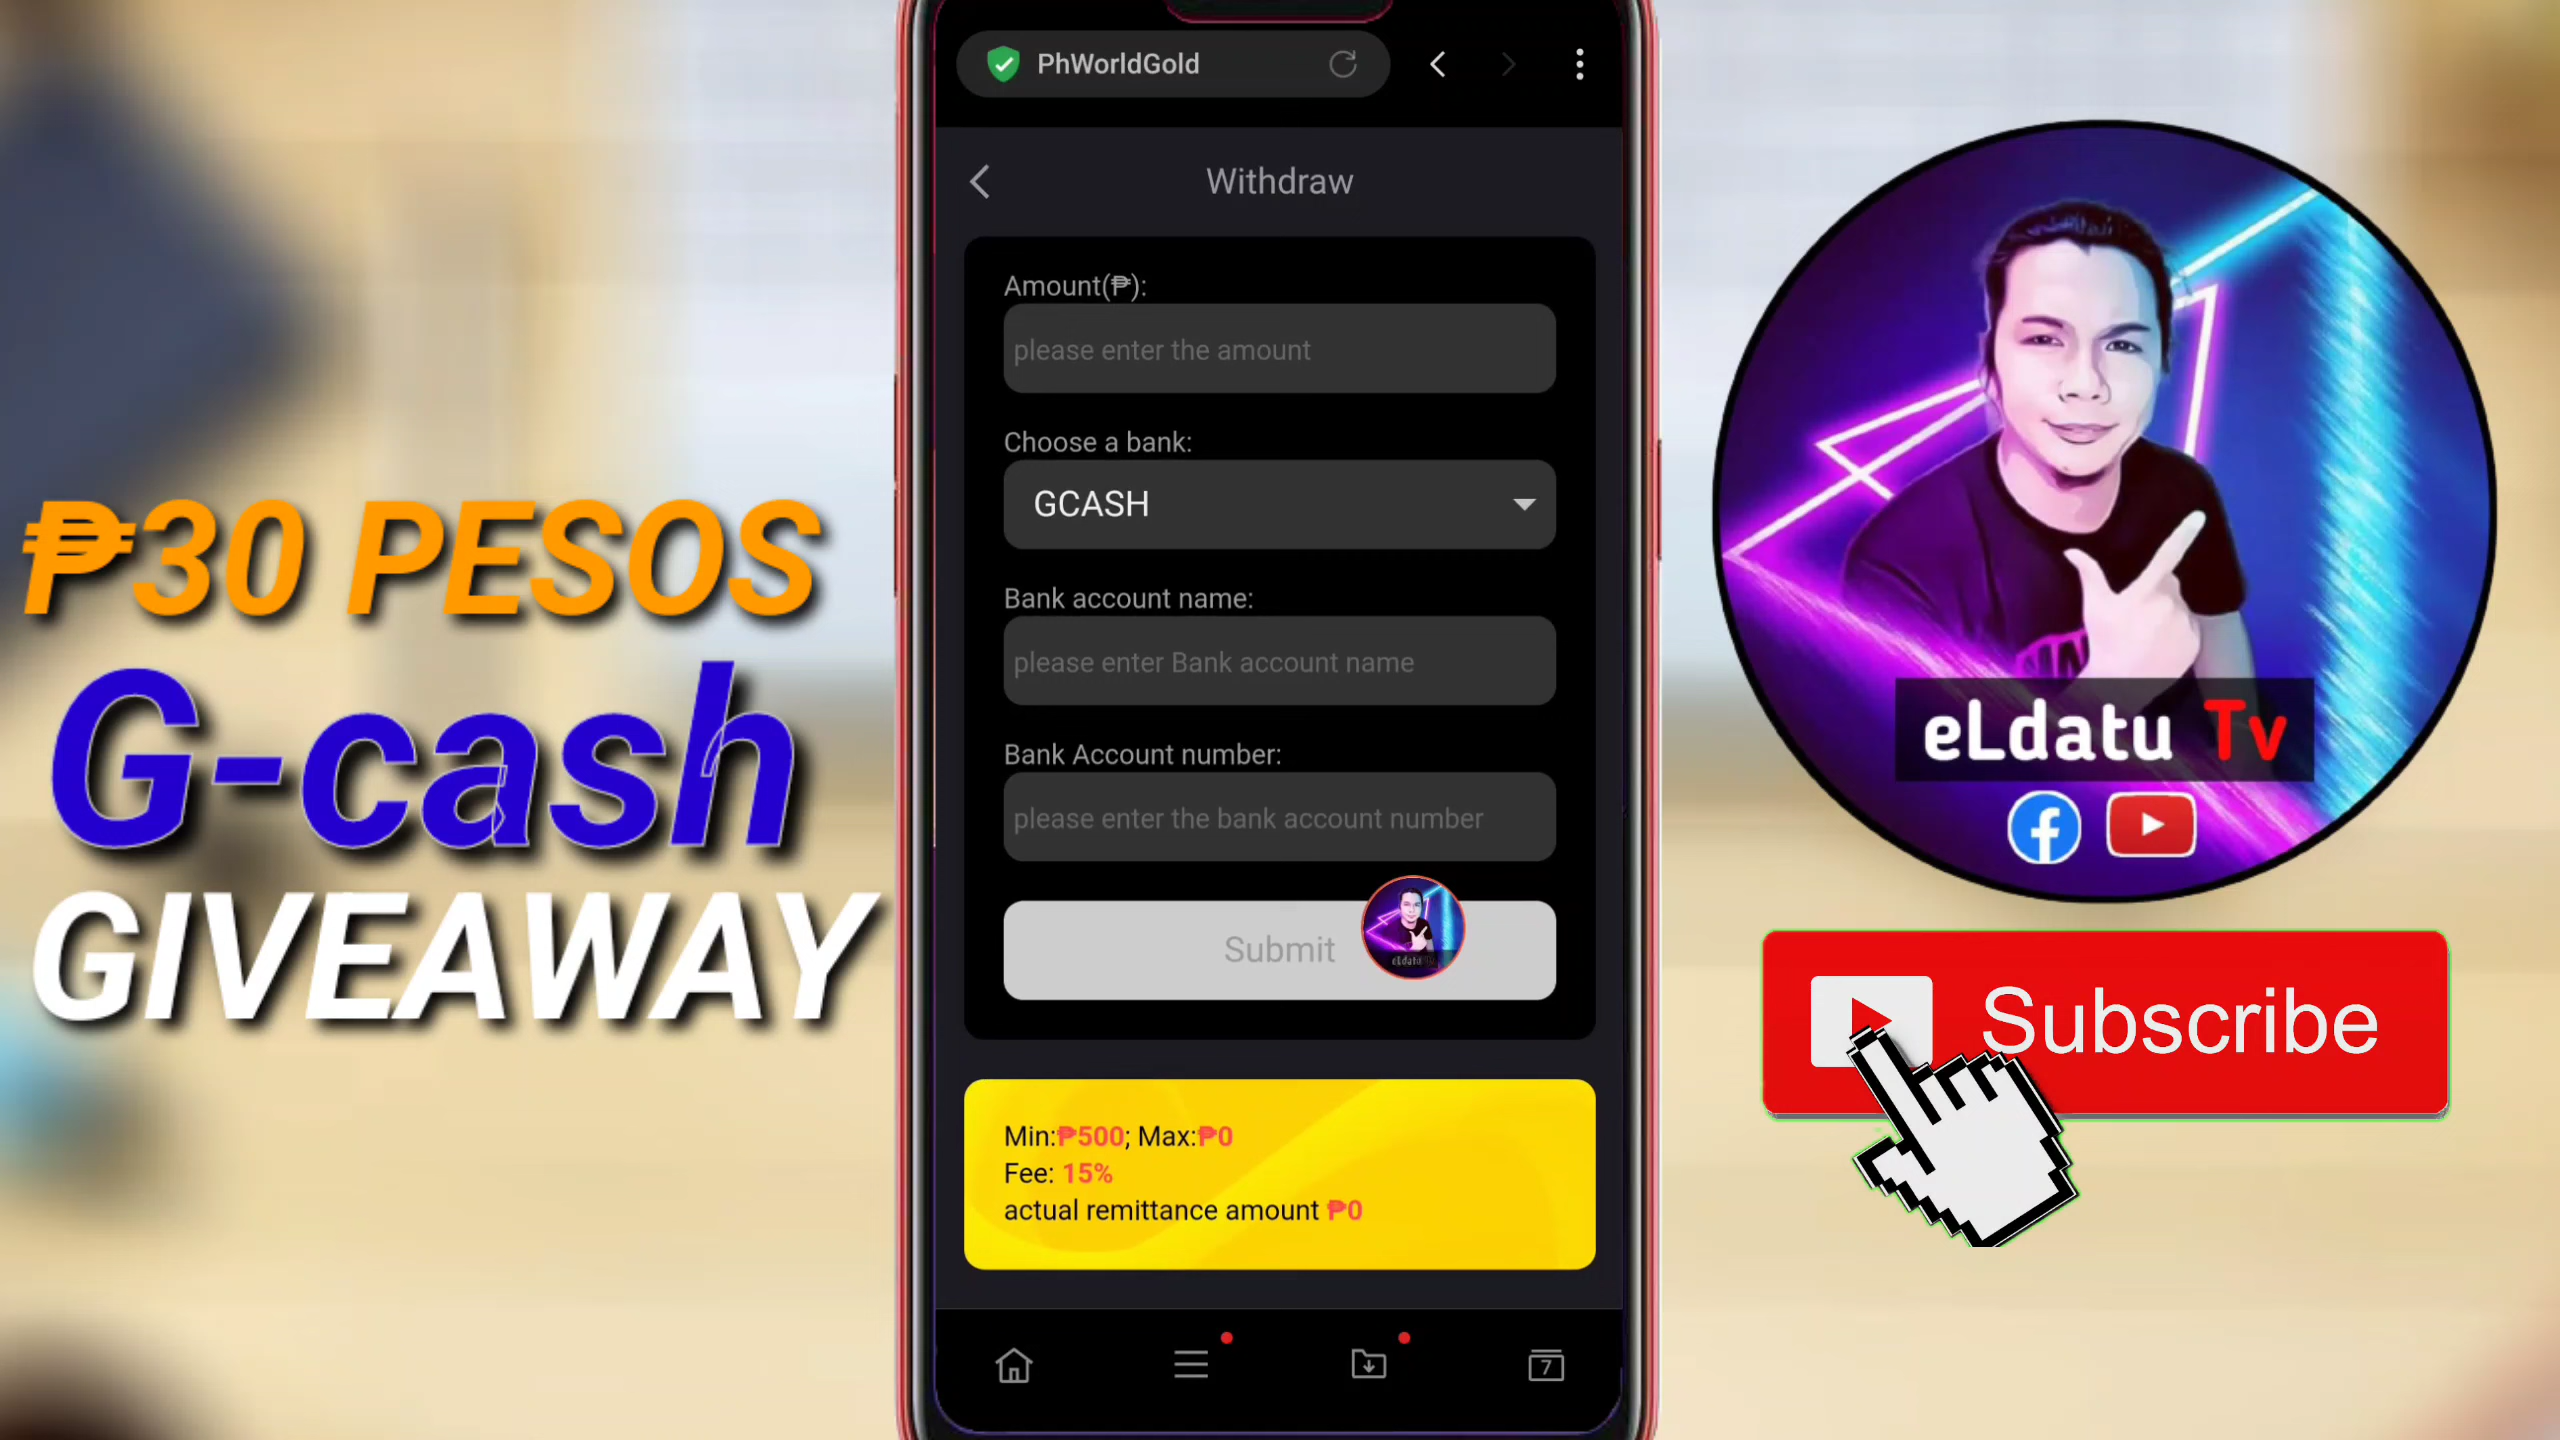 ₱30 PESOS
G-cash
GIVEAWAY
PhWorldGold
Withdraw
Amount(₱):
please enter the amount
Choose a bank:
GCASH
Bank account name:
please enter Bank account name
Bank Account number:
please enter the bank account number
Submit
Min:₱500; Max:₱0
Fee: 15%
actual remittance amount ₱0
7
eLdatu Tv
Subscribe